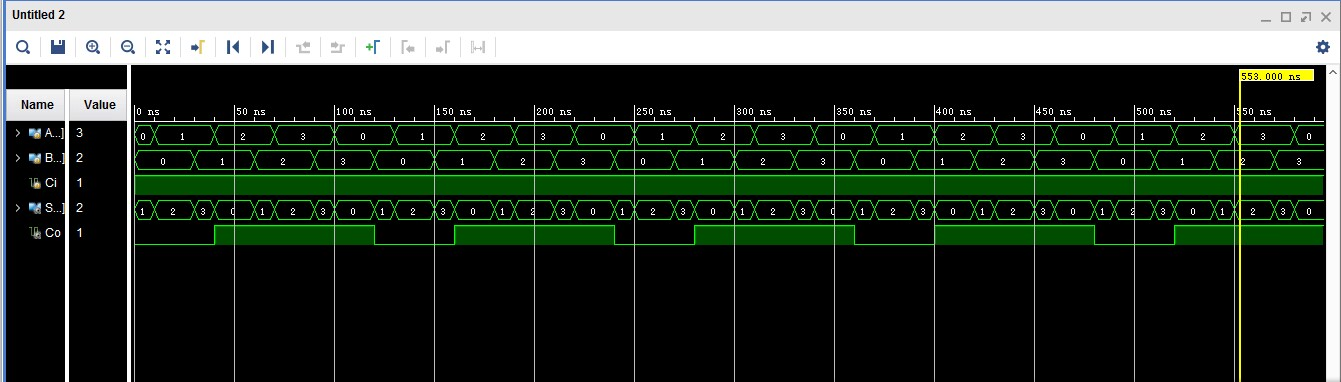 Untitled 2
553.000 ns
Name Value
0 ns 50 ns 100 ns 150 ns 200 ns 250 ns 300 ns 350 ns 400 ns 450 ns 500 ns 550 ns
A...] 3 0 1 2 3 0 1 2 3 0 1 2 3 0 1 2 3 0 1 2 3 0
B...] 2 0 1 2 3 0 1 2 3 0 1 2 3 0 1 2 3 0 1 2 3
Ci 1
S...] 2 1 2 3 0 1 2 3 0 1 2 3 0 1 2 3 0 1 2 3 0 1 2 3 0 1 2 3 0 1 2 3 0 1 2 3 0 1 2 3 0
Co 1